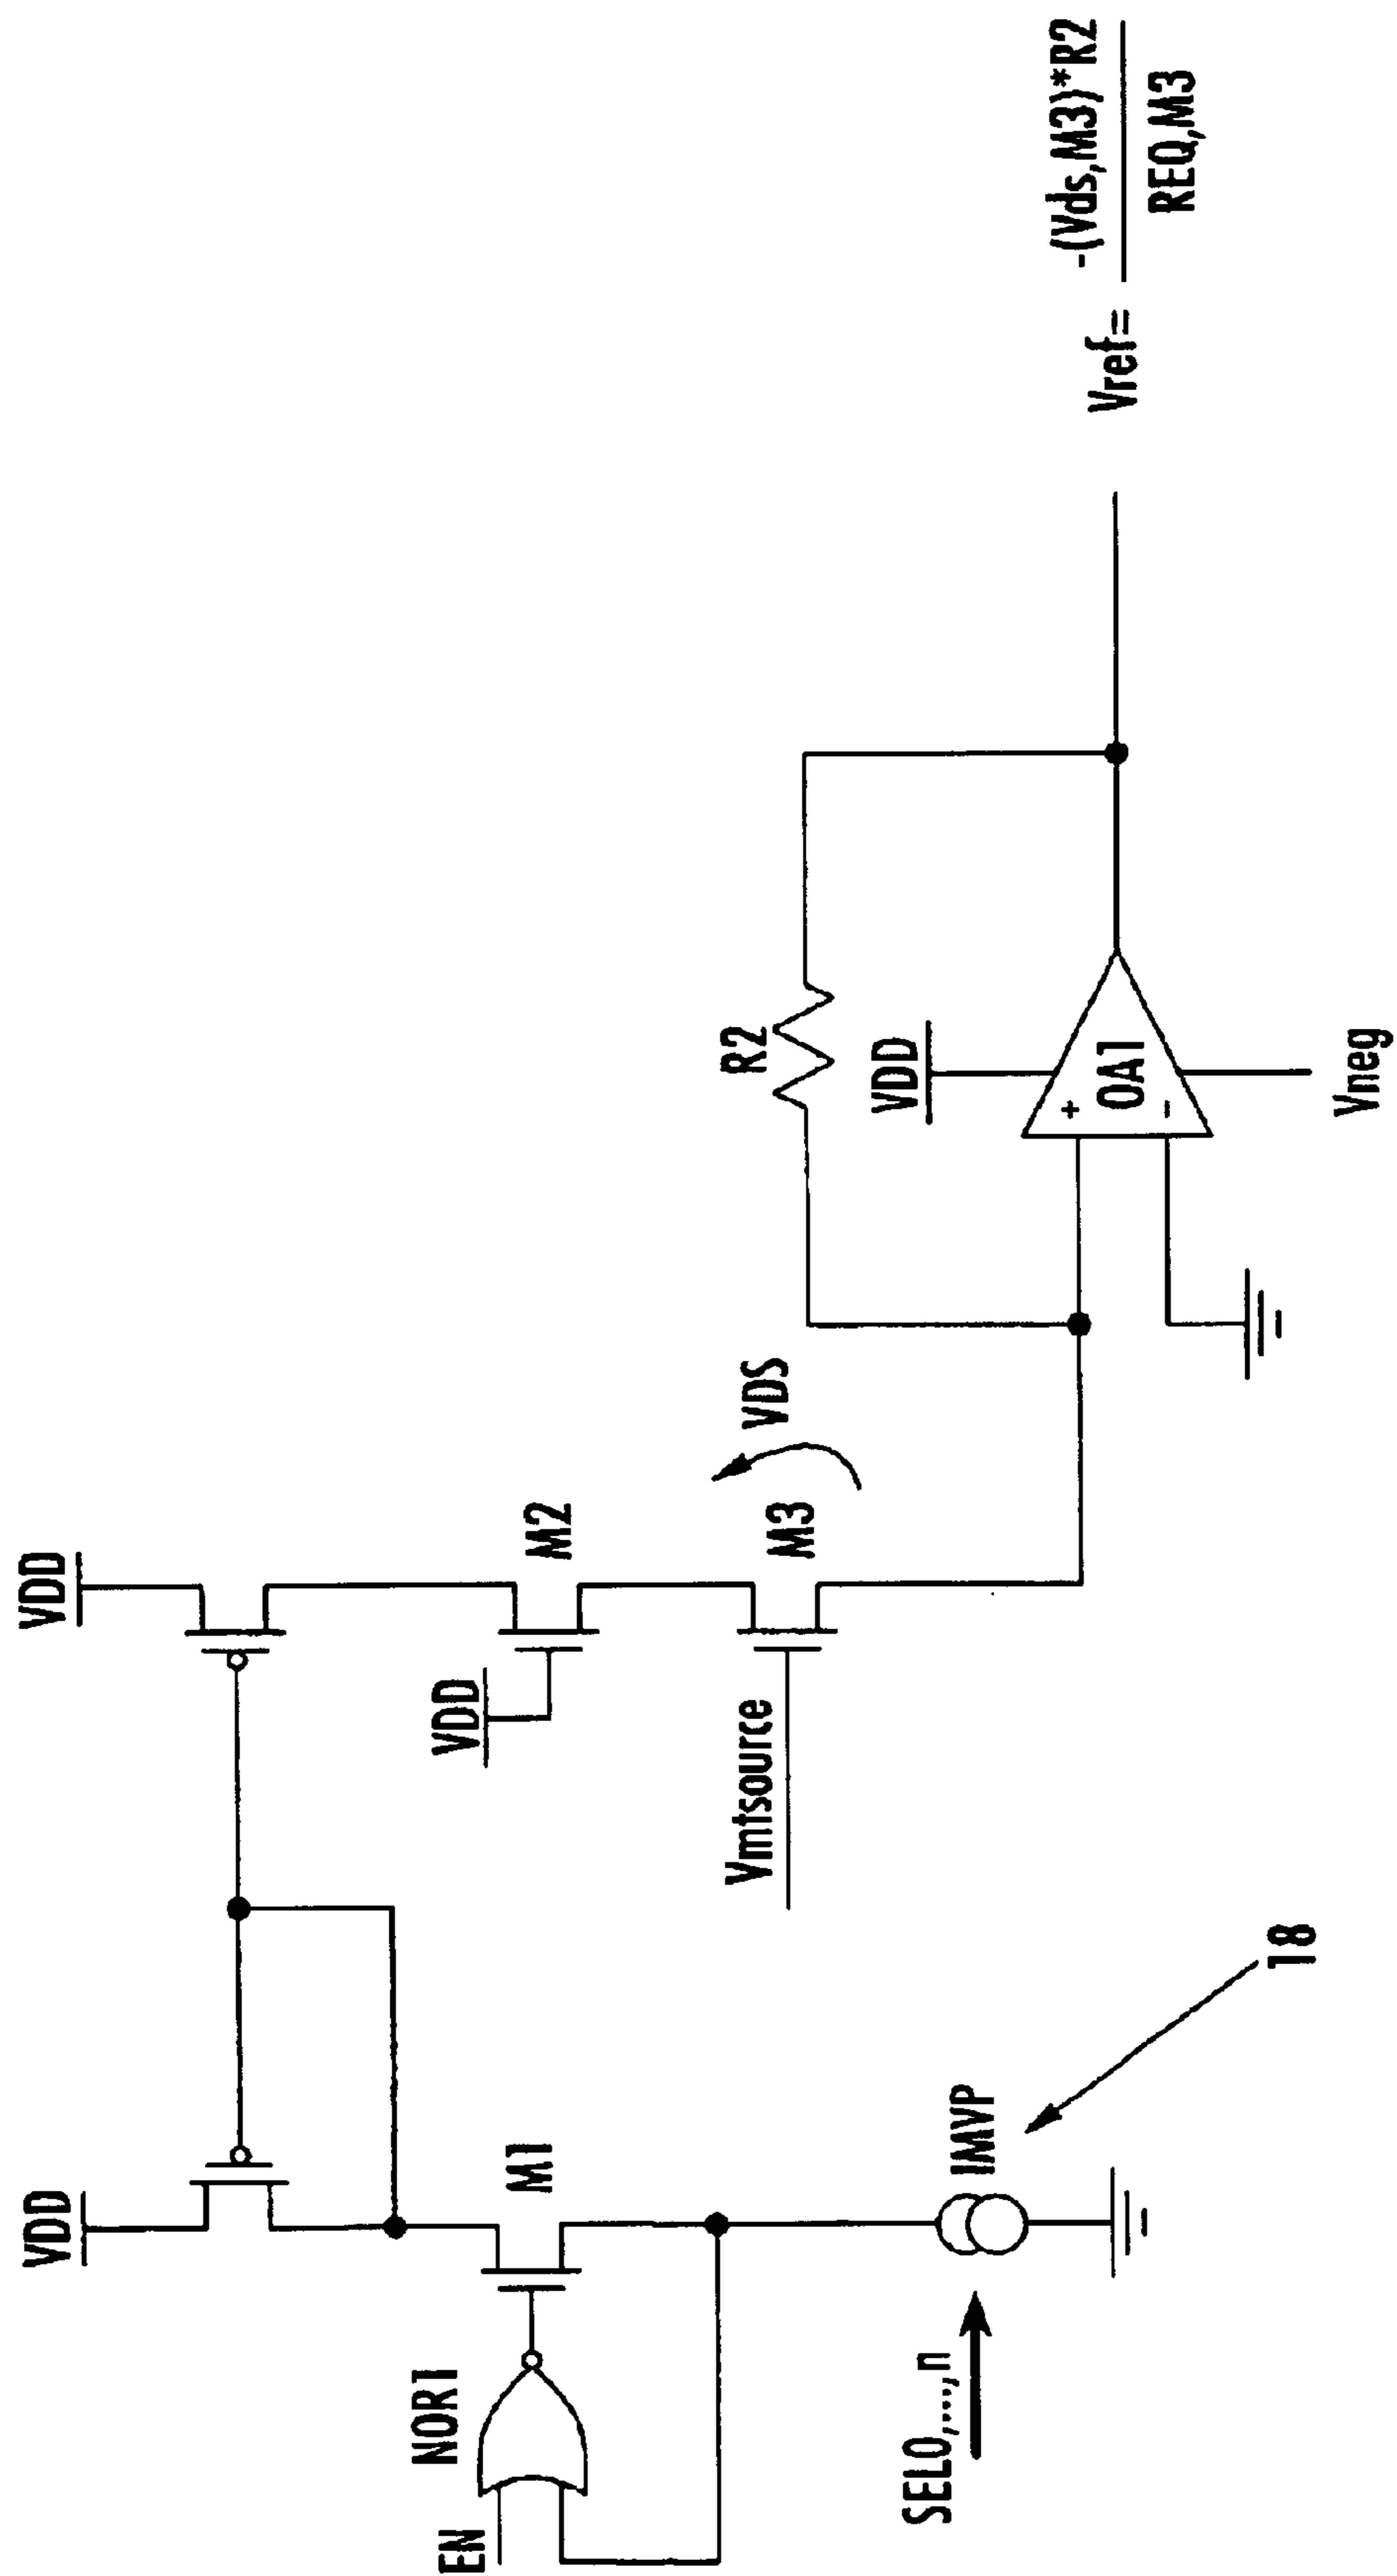 VDD
VDD
EN
NOR1
M1
VDD
M2
VDS
Vmtsource
M3
R2
SEL0,...,n
IMVP
VDD
+
OA1
-
Vneg
18
Vref=
-(Vds,M3)*R2
REQ,M3